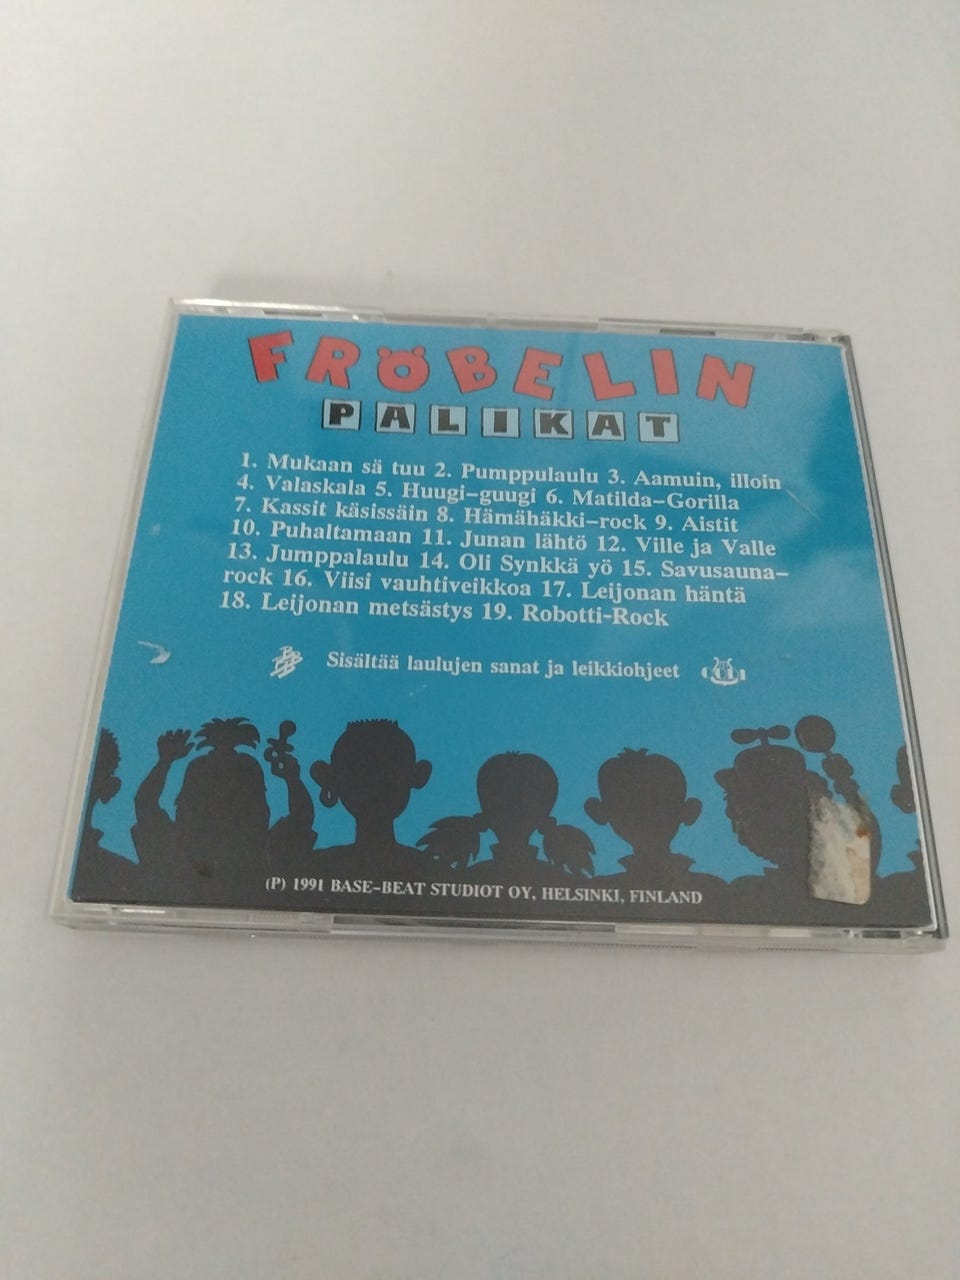 FRÖBELIN
PALIKAT
1. Mukaan sä tuu 2. Pumppulaulu 3. Aamuin, illoin
4. Valaskala 5. Huugi-guugi 6. Matilda-Gorilla
7. Kassit käsissäin 8. Hämähäkki-rock 9. Aistit
10. Puhaltamaan 11. Junan lähtö 12. Ville ja Valle
13. Jumppalaulu 14. Oli Synkkä yö 15. Savusauna-
rock 16. Viisi vauhtiveikkoa 17. Leijonan häntä
18. Leijonan metsästys 19. Robotti-Rock
Sisältää laulujen sanat ja leikkiohjeet
(P) 1991 BASE-BEAT STUDIOT OY, HELSINKI, FINLAND